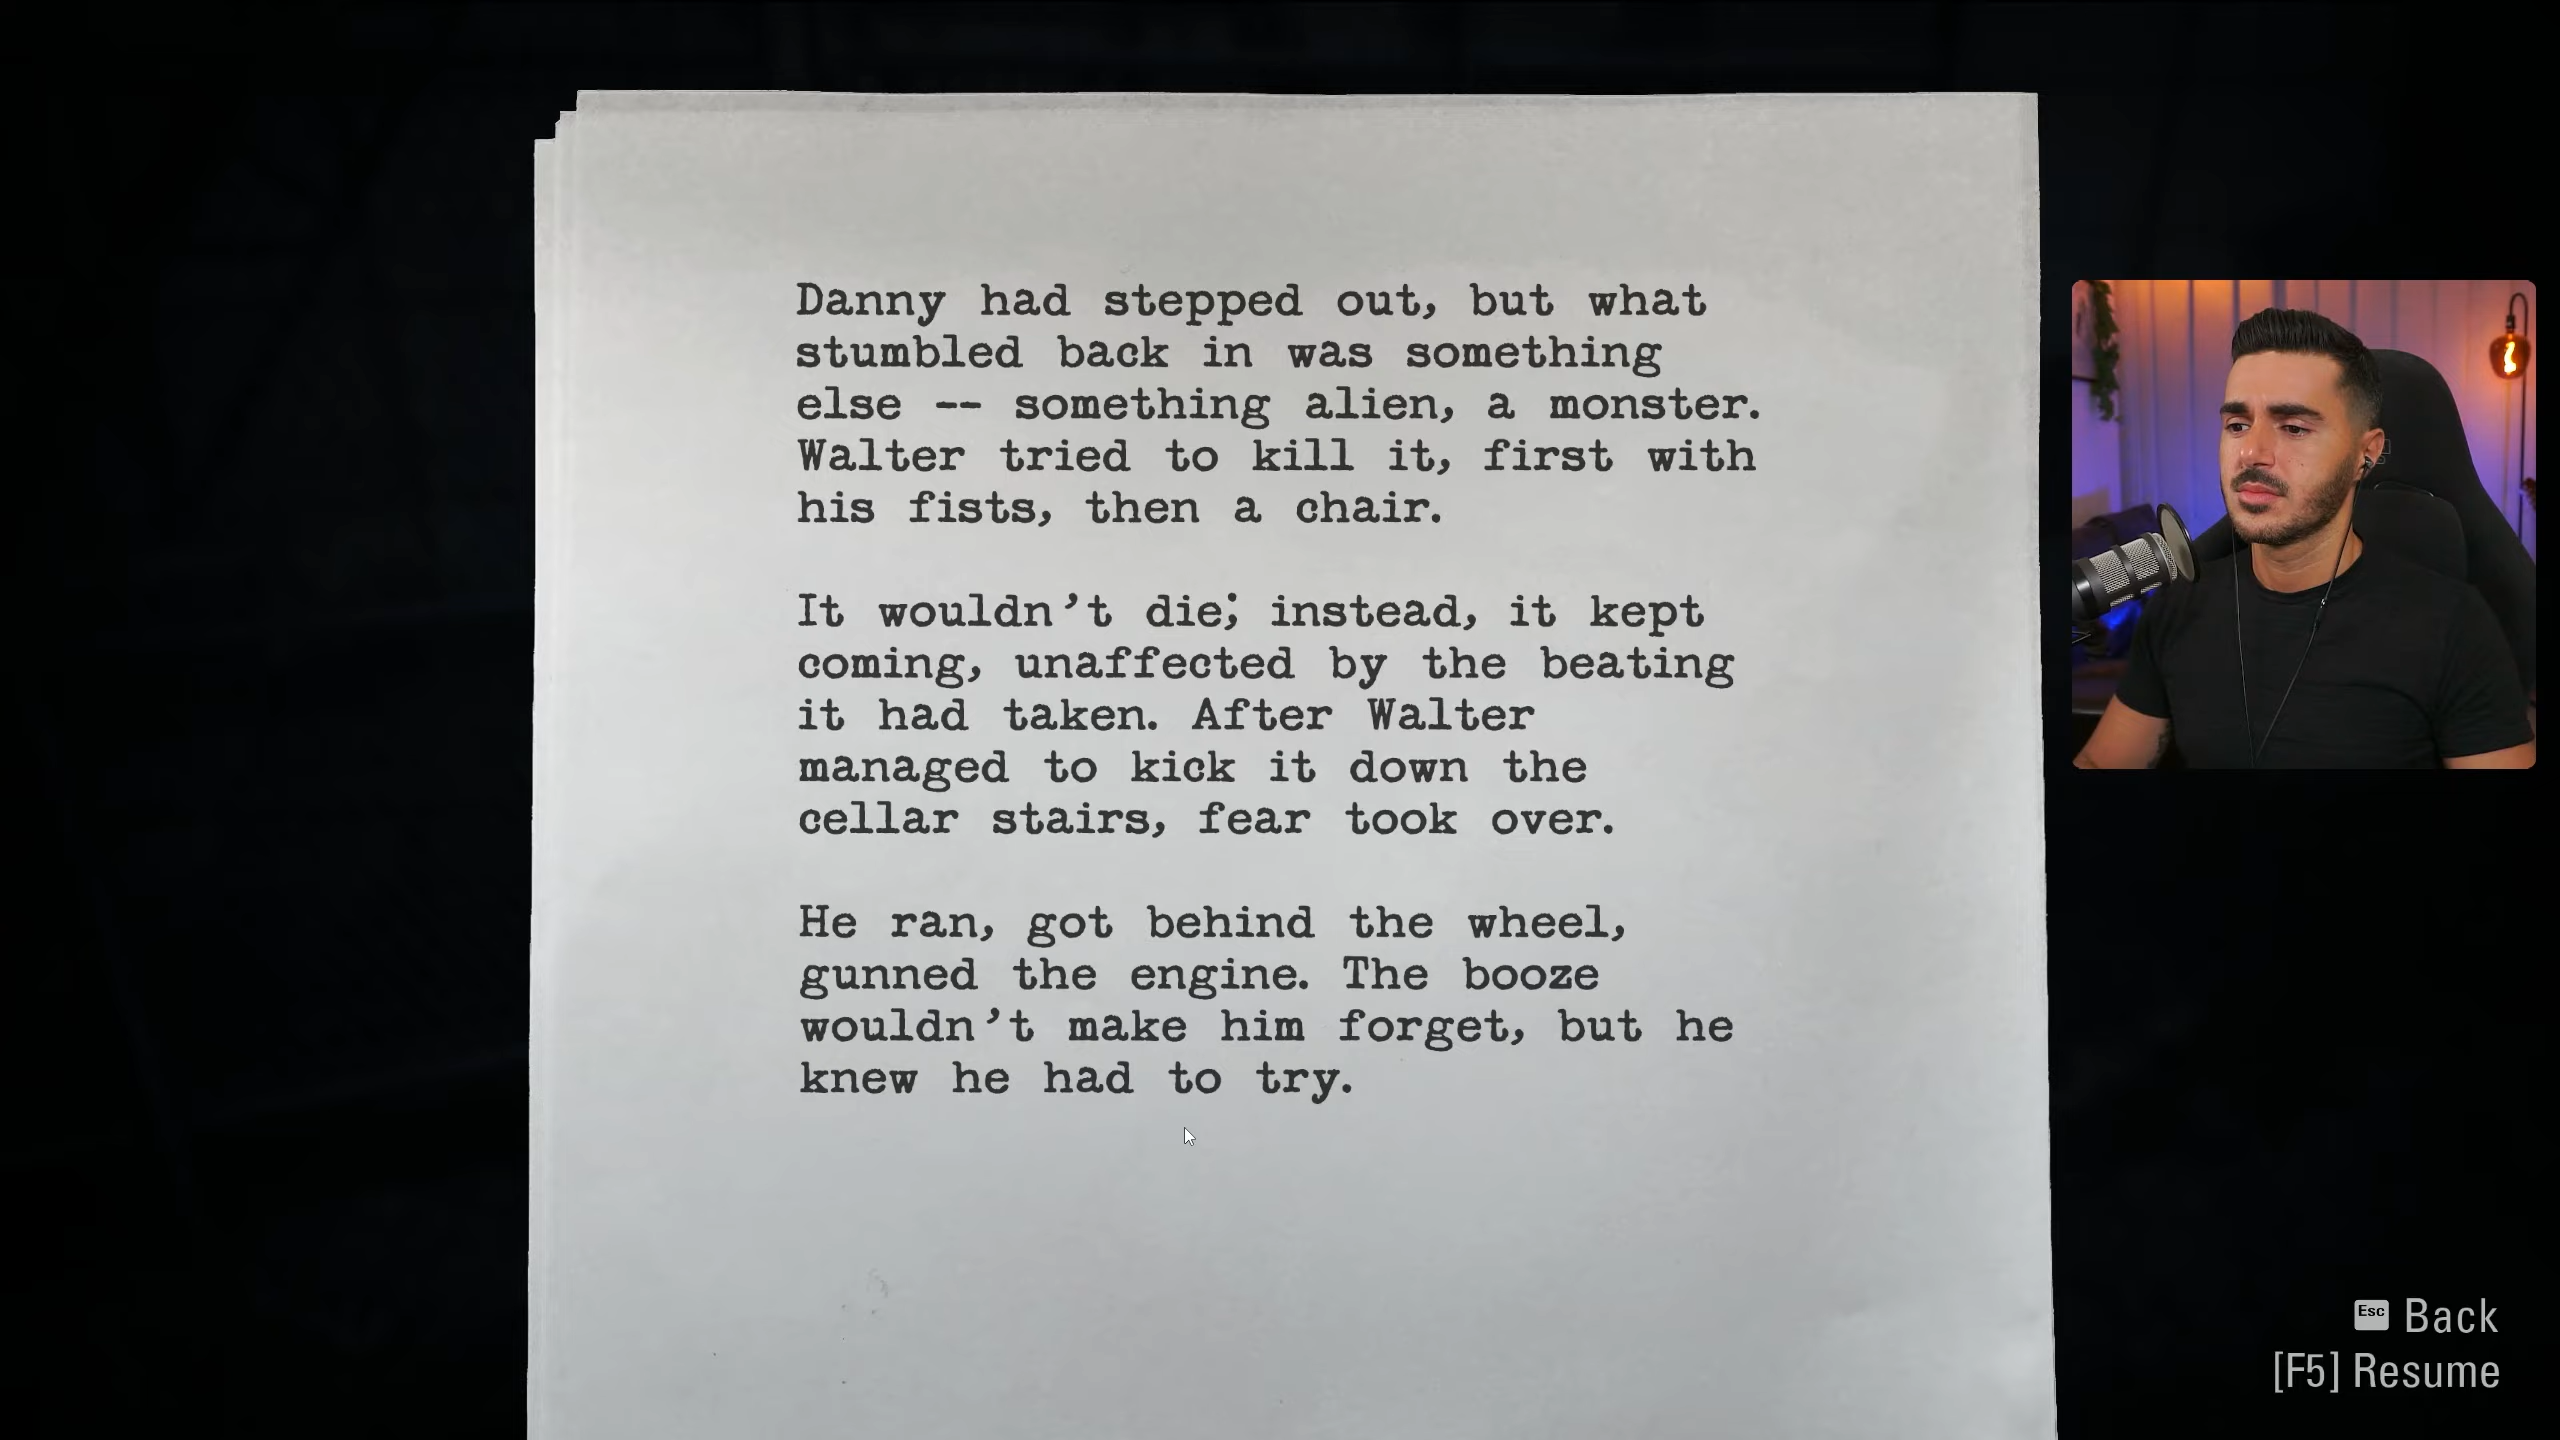 Danny had stepped out, but what
stumbled back in was something
else -- something alien, a monster.
Walter tried to kill it, first with
his fists, then a chair.
It wouldn't die; instead, it kept
coming, unaffected by the beating
it had taken. After Walter
managed to kick it down the
cellar stairs, fear took over.
He ran, got behind the wheel,
gunned the engine. The booze
wouldn't make him forget, but he
knew he had to try.
Esc Back
[F5] Resume